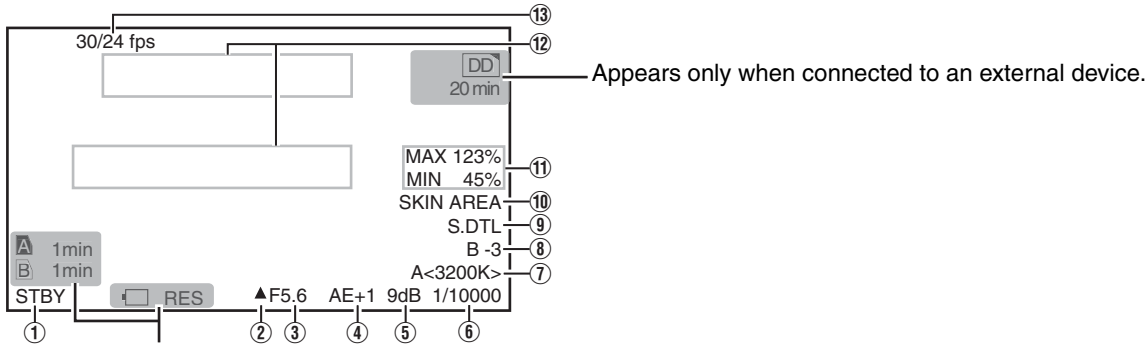 ⑬
30/24 fps
⑫
DD
20 min
Appears only when connected to an external device.
MAX 123%
MIN 45%
⑪
SKIN AREA ⑩
S.DTL ⑨
B -3 ⑧
A<3200K> ⑦
A 1min
B 1min
STBY RES ▲F5.6 AE+1 9dB 1/10000
① ② ③ ④ ⑤ ⑥